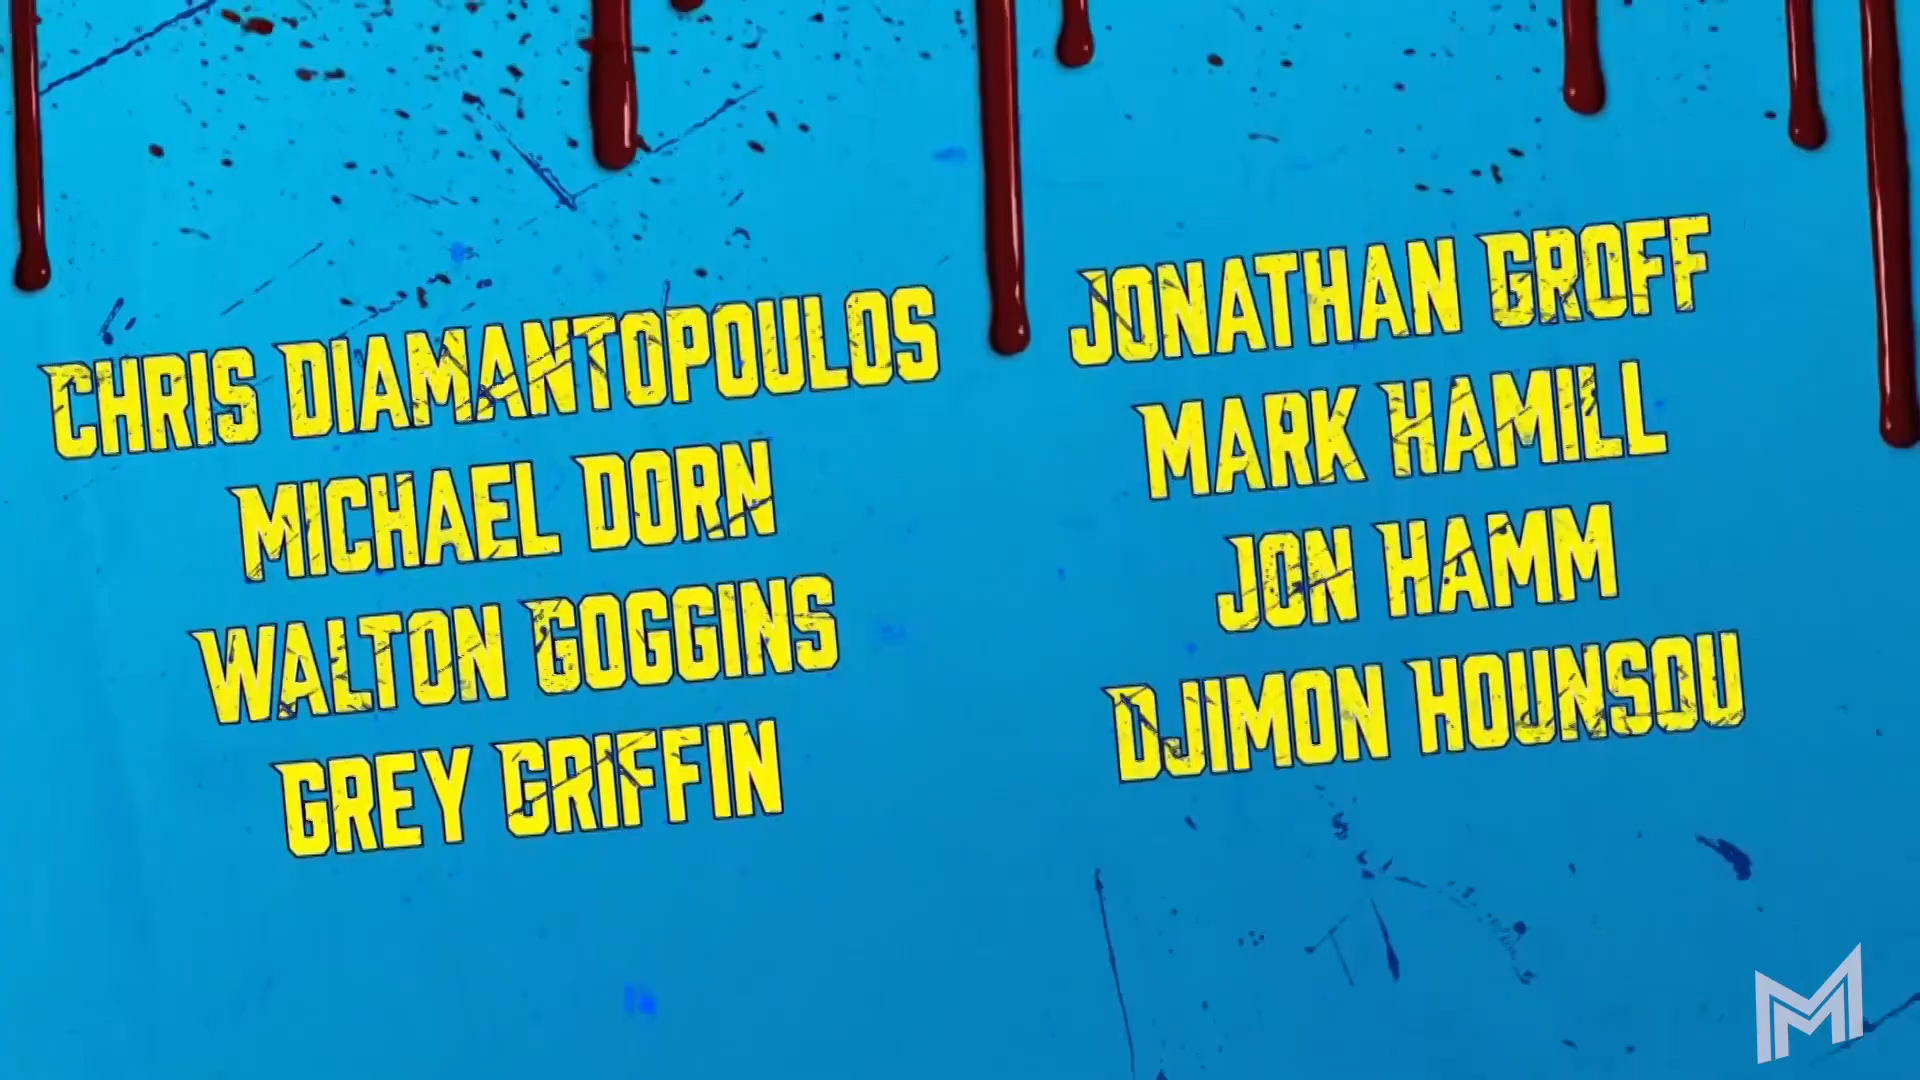 CHRIS DIAMANTOPOULOS
MICHAEL DORN
WALTON GOGGINS
GREY GRIFFIN
JONATHAN GROFF
MARK HAMILL
JON HAMM
DJIMON HOUNSOU
M